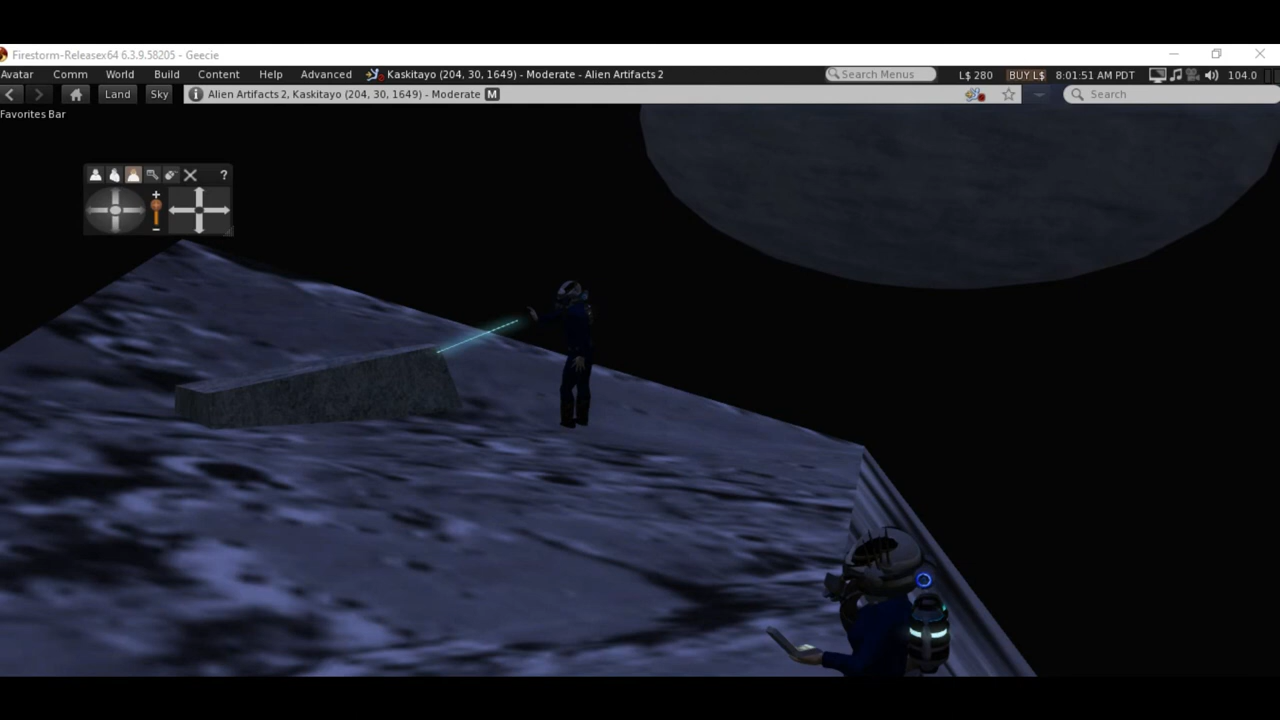 Firestorm-Releasex64 6.3.9.58205 - Geecie
Avatar Comm World Build Content Help Advanced Kaskitayo (204, 30, 1649) - Moderate - Alien Artifacts 2 Search Menus L$ 280 BUY L$ 8:01:51 AM PDT 104.0
Land Sky Alien Artifacts 2, Kaskitayo (204, 30, 1649) - Moderate M Search
Favorites Bar
?